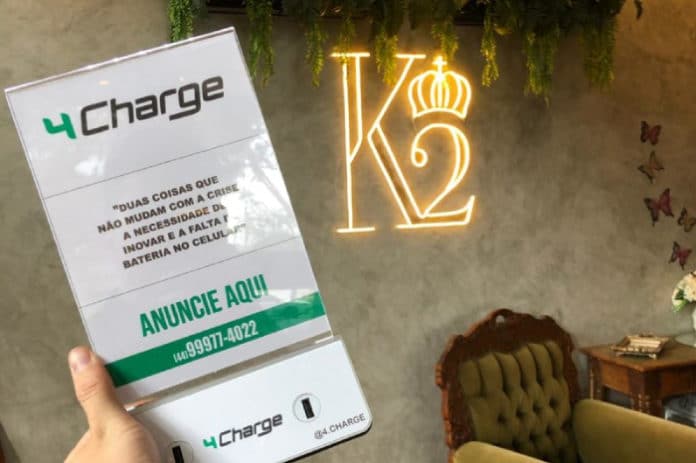 4Charge
K2
"DUAS COISAS QUE
NÃO MUDAM COM A CRISE
A NECESSIDADE DE
INOVAR E A FALTA DE
BATERIA NO CELULAR"
ANUNCIE AQUI
(44)99977-4022
4Charge
@4.CHARGE